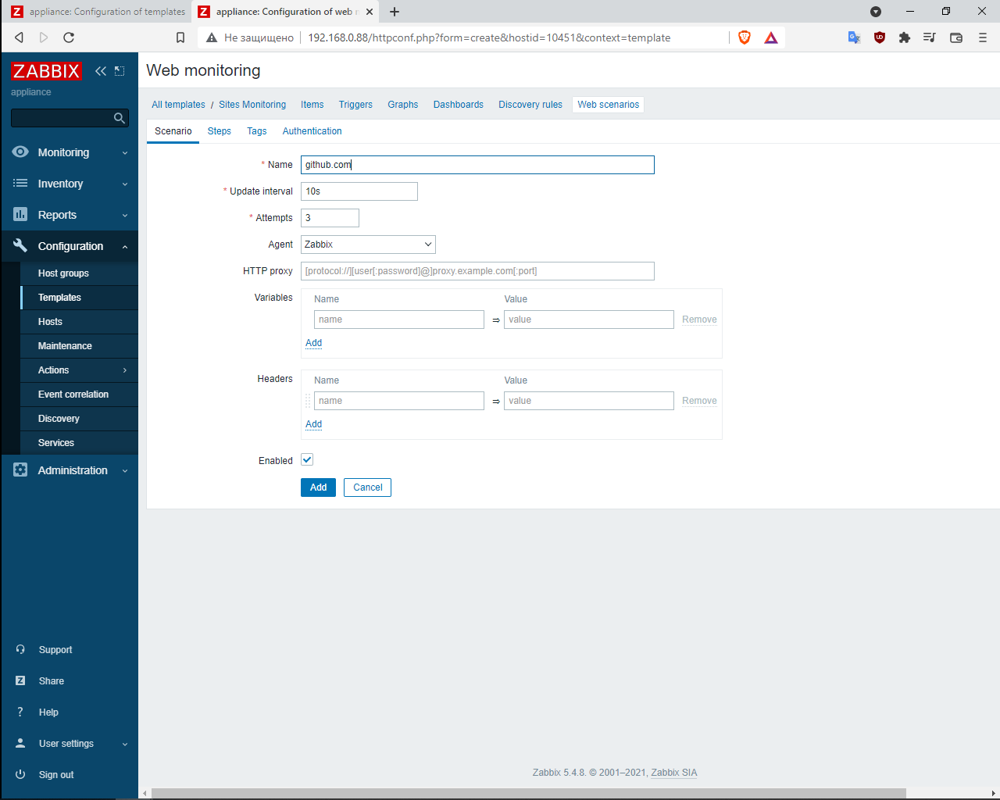 Z appliance: Configuration of templates
Z appliance: Configuration of web
Не защищено 192.168.0.88/httpconf.php?form=create&hostid=10451&context=template
ZABBIX
appliance
Monitoring
Inventory
Reports
Configuration
Host groups
Templates
Hosts
Maintenance
Actions
Event correlation
Discovery
Services
Administration
Support
Z Share
? Help
User settings
Sign out
Web monitoring
All templates / Sites Monitoring Items Triggers Graphs Dashboards Discovery rules Web scenarios
Scenario Steps Tags Authentication
* Name github.com
* Update interval 10s
* Attempts 3
Agent Zabbix
HTTP proxy [protocol://][user[:password]@]proxy.example.com[:port]
Variables Name Value
name ⇒ value Remove
Add
Headers Name Value
name ⇒ value Remove
Add
Enabled
Add Cancel
Zabbix 5.4.8. © 2001–2021, Zabbix SIA